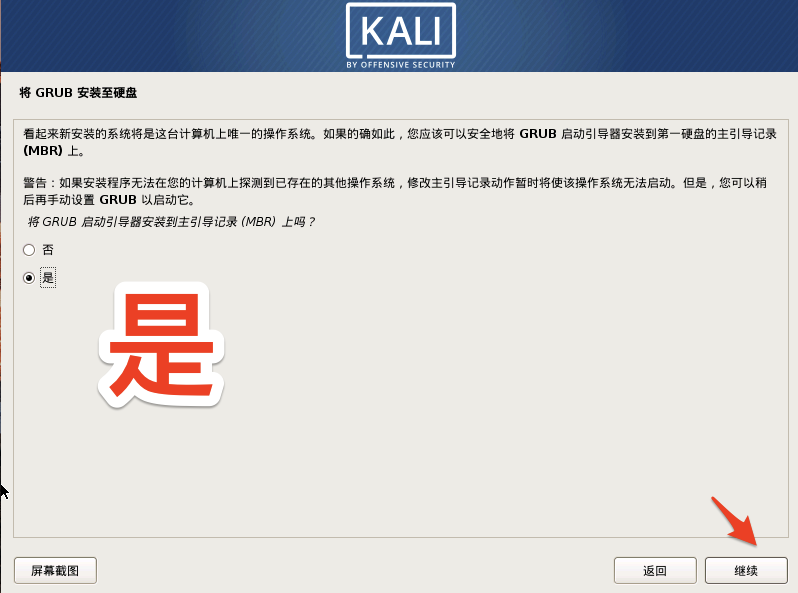 KALI
BY OFFENSIVE SECURITY
将 GRUB 安装至硬盘
看起来新安装的系统将是这台计算机上唯一的操作系统。如果的确如此，您应该可以安全地将 GRUB 启动引导器安装到第一硬盘的主引导记录
(MBR) 上。
警告：如果安装程序无法在您的计算机上探测到已存在的其他操作系统，修改主引导记录动作暂时将使该操作系统无法启动。但是，您可以稍
后再手动设置 GRUB 以启动它。
将 GRUB 启动引导器安装到主引导记录 (MBR) 上吗？
否
是
是
屏幕截图
返回
继续